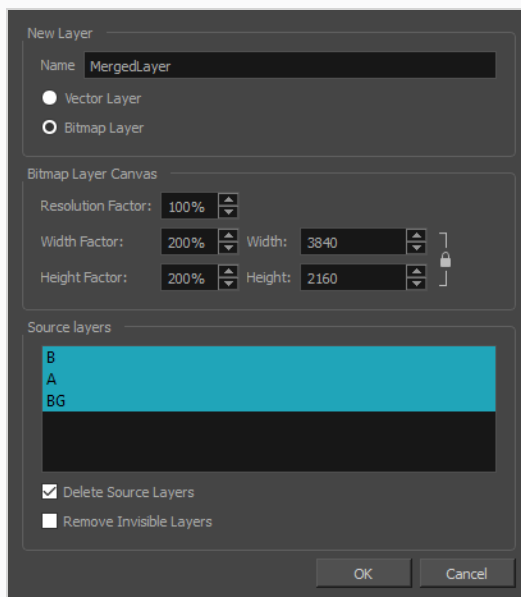 New Layer
Name MergedLayer
Vector Layer
Bitmap Layer
Bitmap Layer Canvas
Resolution Factor: 100%
Width Factor: 200% Width: 3840
Height Factor: 200% Height: 2160
Source layers
B
A
BG
Delete Source Layers
Remove Invisible Layers
OK Cancel